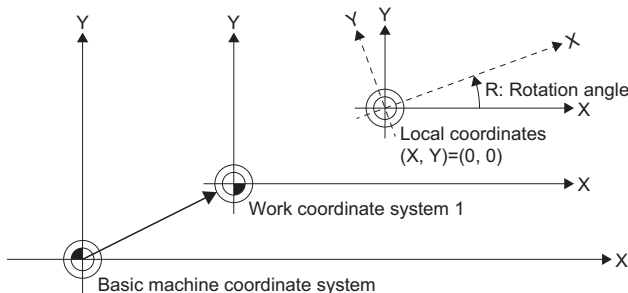 Y
Y
Y
Y
X
R: Rotation angle
X
Local coordinates
(X, Y)=(0, 0)
X
Work coordinate system 1
X
Basic machine coordinate system